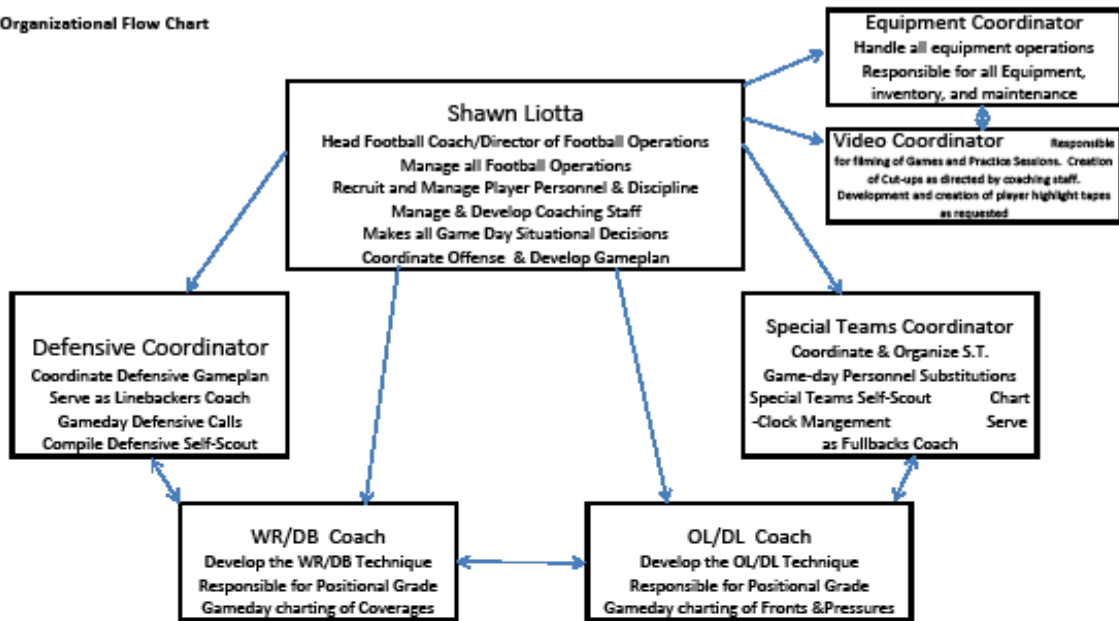 Organizational Flow Chart
Equipment Coordinator
Handle all equipment operations
Responsible for all Equipment,
inventory, and maintenance
Shawn Liotta
Head Football Coach/Director of Football Operations
Manage all Football Operations
Recruit and Manage Player Personnel & Discipline
Manage & Develop Coaching Staff
Makes all Game Day Situational Decisions
Coordinate Offense & Develop Gameplan
Video Coordinator Responsible
for filming of Games and Practice Sessions. Creation
of Cut-ups as directed by coaching staff.
Development and creation of player highlight tapes
as requested
Defensive Coordinator
Coordinate Defensive Gameplan
Serve as Linebackers Coach
Gameday Defensive Calls
Compile Defensive Self-Scout
Special Teams Coordinator
Coordinate & Organize S.T.
Game-day Personnel Substitutions
Special Teams Self-Scout Chart
-Clock Mangement Serve
as Fullbacks Coach
WR/DB Coach
Develop the WR/DB Technique
Responsible for Positional Grade
Gameday charting of Coverages
OL/DL Coach
Develop the OL/DL Technique
Responsible for Positional Grade
Gameday charting of Fronts &Pressures